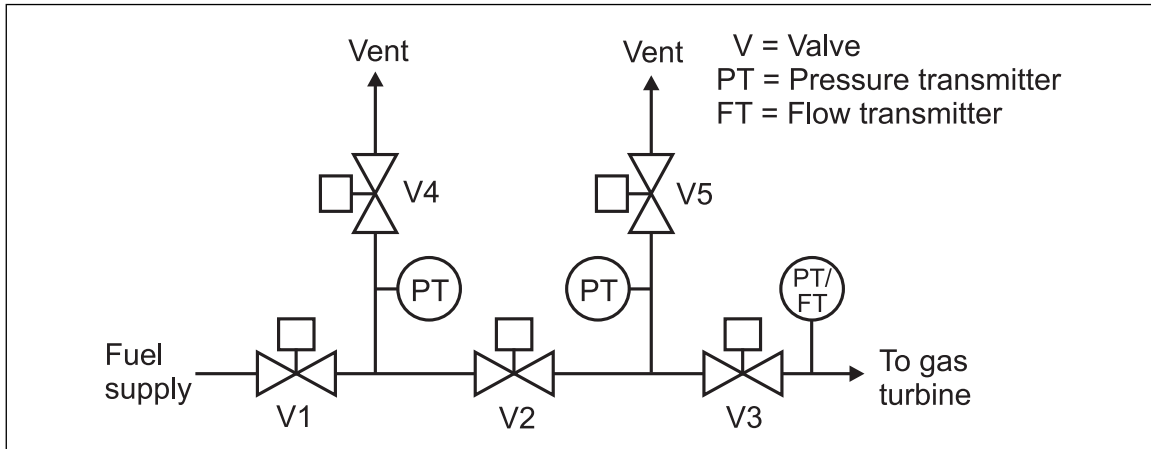 Vent
Vent
V = Valve
PT = Pressure transmitter
FT = Flow transmitter
V4
V5
PT
PT
PT/
FT
Fuel
supply
To gas
turbine
V1
V2
V3